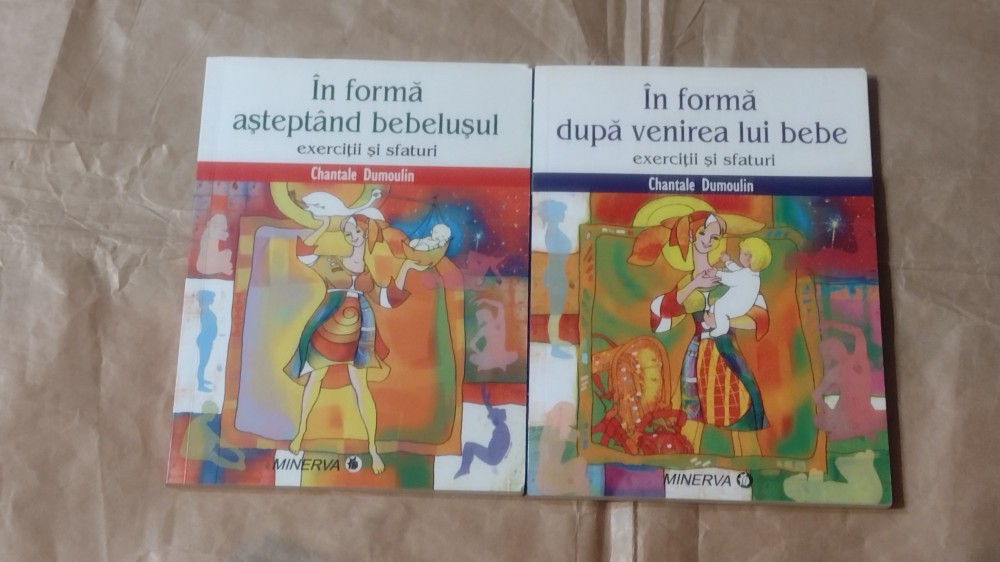 În formă
așteptând bebelușul
exerciții și sfaturi
Chantale Dumoulin
MINERVA
În formă
după venirea lui bebe
exerciții și sfaturi
Chantale Dumoulin
MINERVA